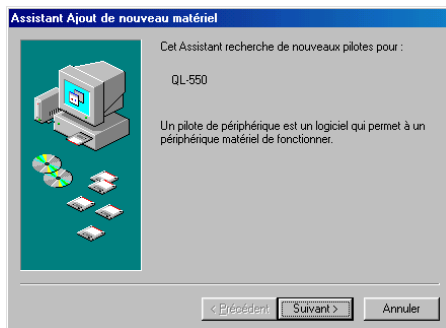 Assistant Ajout de nouveau matériel
Cet Assistant recherche de nouveaux pilotes pour :
QL-550
Un pilote de périphérique est un logiciel qui permet à un
périphérique matériel de fonctionner.
< Précédent
Suivant >
Annuler